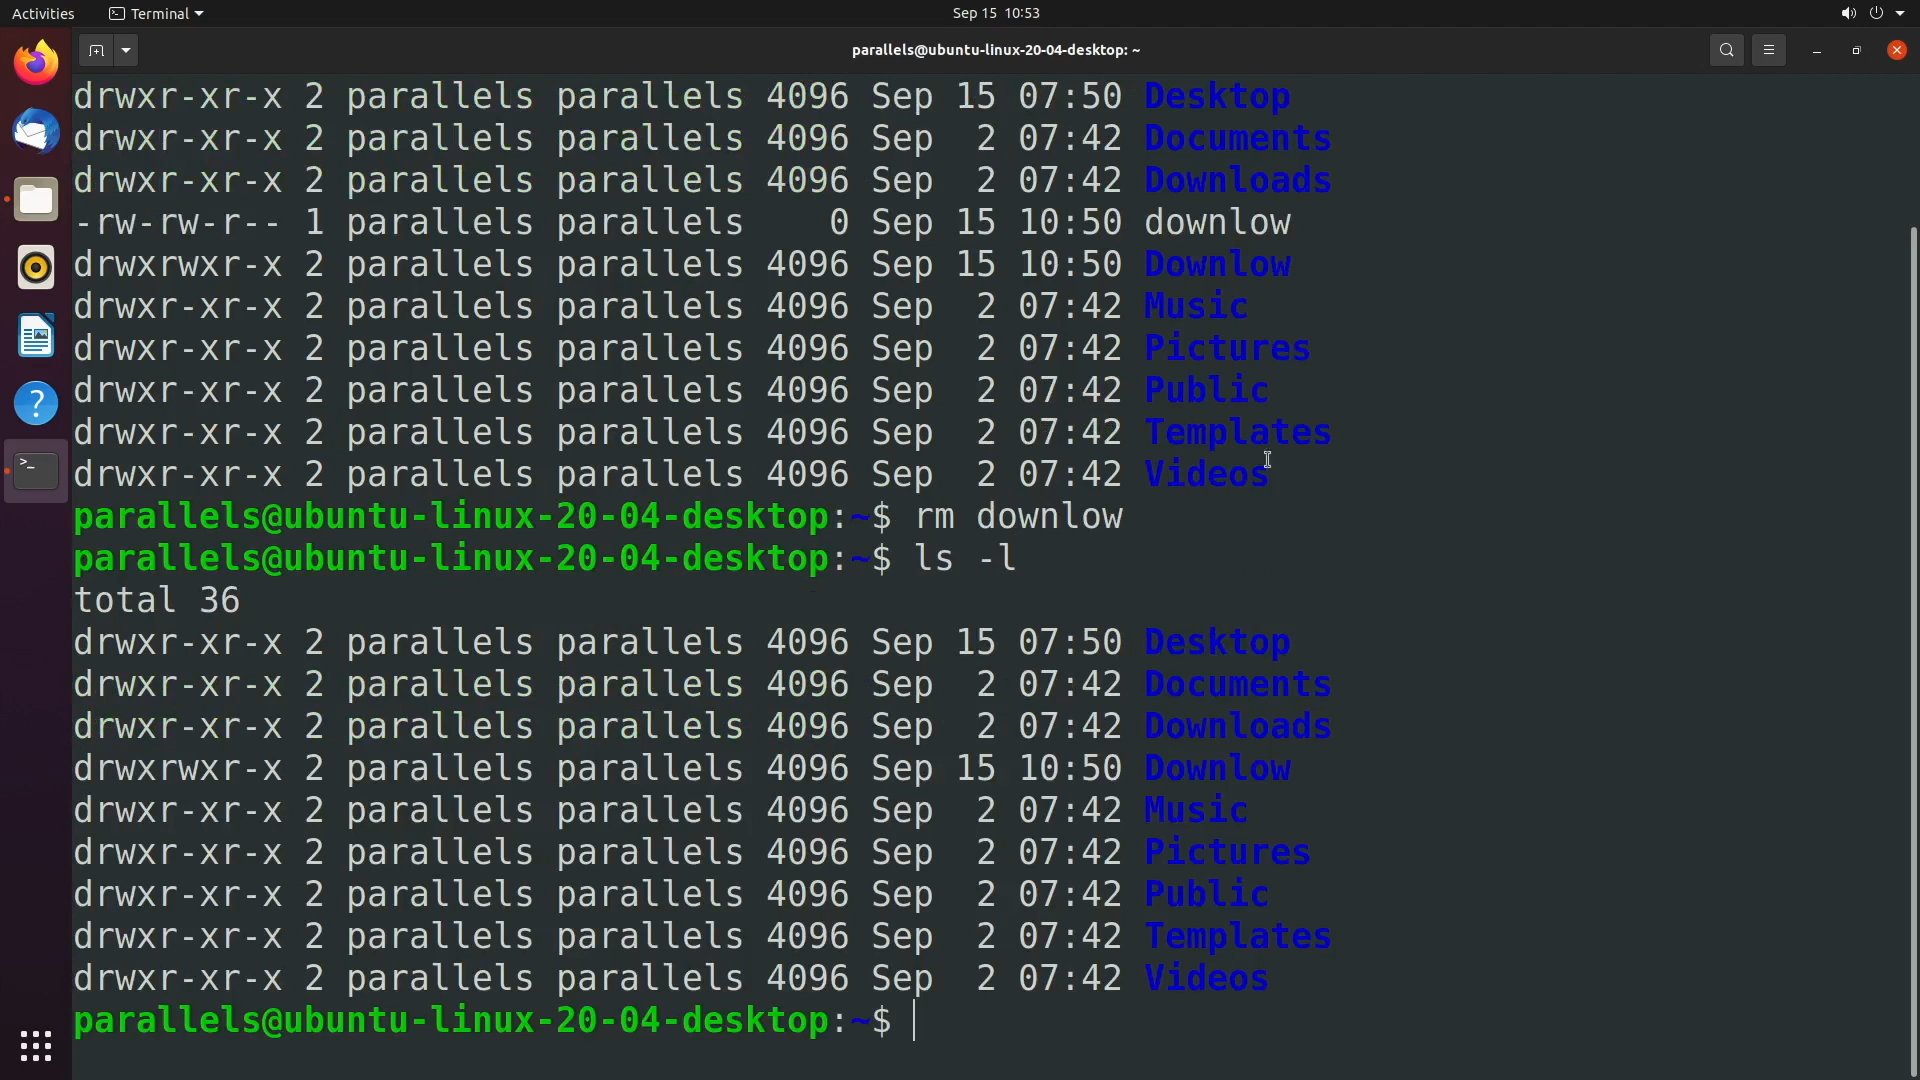 Activities Terminal Sep 15 10:53
parallels@ubuntu-linux-20-04-desktop: ~
drwxr-xr-x 2 parallels parallels 4096 Sep 15 07:50 Desktop
drwxr-xr-x 2 parallels parallels 4096 Sep  2 07:42 Documents
drwxr-xr-x 2 parallels parallels 4096 Sep  2 07:42 Downloads
-rw-rw-r-- 1 parallels parallels    0 Sep 15 10:50 downlow
drwxrwxr-x 2 parallels parallels 4096 Sep 15 10:50 Downlow
drwxr-xr-x 2 parallels parallels 4096 Sep  2 07:42 Music
drwxr-xr-x 2 parallels parallels 4096 Sep  2 07:42 Pictures
drwxr-xr-x 2 parallels parallels 4096 Sep  2 07:42 Public
drwxr-xr-x 2 parallels parallels 4096 Sep  2 07:42 Templates
drwxr-xr-x 2 parallels parallels 4096 Sep  2 07:42 Videos
parallels@ubuntu-linux-20-04-desktop:~$ rm downlow
parallels@ubuntu-linux-20-04-desktop:~$ ls -l
total 36
drwxr-xr-x 2 parallels parallels 4096 Sep 15 07:50 Desktop
drwxr-xr-x 2 parallels parallels 4096 Sep  2 07:42 Documents
drwxr-xr-x 2 parallels parallels 4096 Sep  2 07:42 Downloads
drwxrwxr-x 2 parallels parallels 4096 Sep 15 10:50 Downlow
drwxr-xr-x 2 parallels parallels 4096 Sep  2 07:42 Music
drwxr-xr-x 2 parallels parallels 4096 Sep  2 07:42 Pictures
drwxr-xr-x 2 parallels parallels 4096 Sep  2 07:42 Public
drwxr-xr-x 2 parallels parallels 4096 Sep  2 07:42 Templates
drwxr-xr-x 2 parallels parallels 4096 Sep  2 07:42 Videos
parallels@ubuntu-linux-20-04-desktop:~$